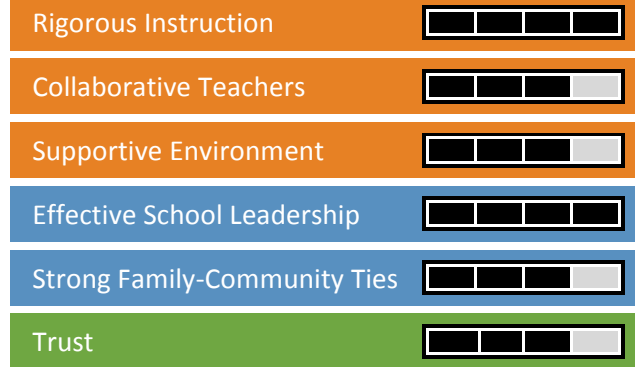 Rigorous Instruction
Collaborative Teachers
Supportive Environment
Effective School Leadership
Strong Family-Community Ties
Trust